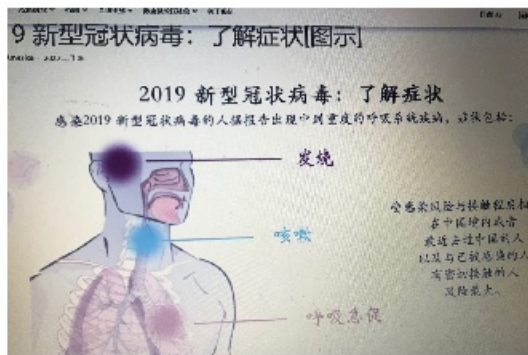 9 新型冠状病毒：了解症状[图示]
2019 新型冠状病毒：了解症状
感染2019 新型冠状病毒的人据报告出现中到重度的呼吸系统疾病，症状包括：
发烧
咳嗽
呼吸急促
受感染风险与接触程度相
在中国境内或者
最近去过中国的人
以及与已被感染的人
有密切接触的人
风险最大。